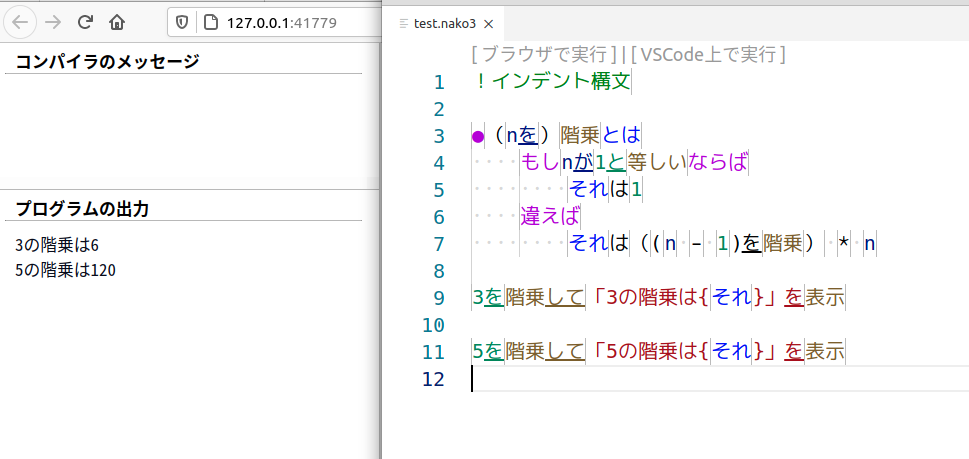 127.0.0.1:41779
コンパイラのメッセージ
プログラムの出力
3の階乗は6
5の階乗は120
test.nako3
[ ブラウザで実行 ] | [ VSCode上で実行 ]
1 ！インデント構文
2
3 ●（nを）階乗とは
4 もしnが1と等しいならば
5 それは1
6 違えば
7 それは（(n - 1)を階乗） * n
8
9 3を階乗して「3の階乗は{それ}」を表示
10
11 5を階乗して「5の階乗は{それ}」を表示
12